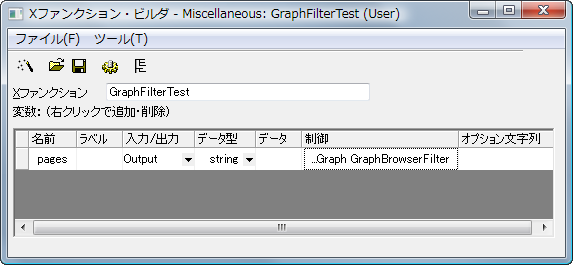 Xファンクション・ビルダ - Miscellaneous: GraphFilterTest (User)
ファイル(F) ツール(T)
Xファンクション GraphFilterTest
変数: (右クリックで追加・削除)
名前 ラベル 入力/出力 データ型 データ 制御 オプション文字列
pages Output string ...Graph GraphBrowserFilter